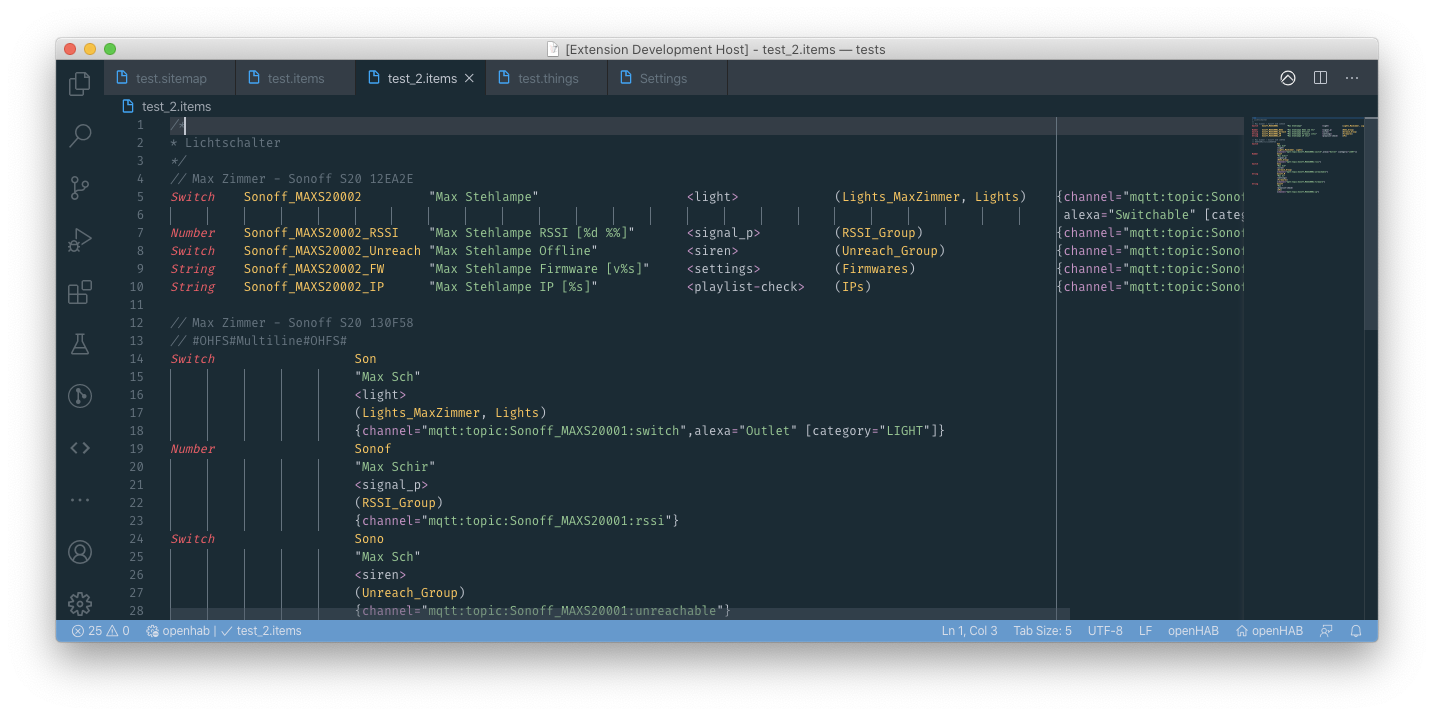 [Extension Development Host] - test_2.items — tests
test.sitemap test.items test_2.items test.things Settings
test_2.items
1 /*
2 * Lichtschalter
3 */
4 // Max Zimmer - Sonoff S20 12EA2E
5 Switch Sonoff_MAXS20002 "Max Stehlampe" <light> (Lights_MaxZimmer, Lights) {channel="mqtt:topic:Sonof
6 alexa="Switchable" [categ
7 Number Sonoff_MAXS20002_RSSI "Max Stehlampe RSSI [%d %%]" <signal_p> (RSSI_Group) {channel="mqtt:topic:Sonof
8 Switch Sonoff_MAXS20002_Unreach "Max Stehlampe Offline" <siren> (Unreach_Group) {channel="mqtt:topic:Sonof
9 String Sonoff_MAXS20002_FW "Max Stehlampe Firmware [v%s]" <settings> (Firmwares) {channel="mqtt:topic:Sonof
10 String Sonoff_MAXS20002_IP "Max Stehlampe IP [%s]" <playlist-check> (IPs) {channel="mqtt:topic:Sonof
11
12 // Max Zimmer - Sonoff S20 130F58
13 // #OHFS#Multiline#OHFS#
14 Switch Son
15 "Max Sch"
16 <light>
17 (Lights_MaxZimmer, Lights)
18 {channel="mqtt:topic:Sonoff_MAXS20001:switch",alexa="Outlet" [category="LIGHT"]}
19 Number Sonof
20 "Max Schir"
21 <signal_p>
22 (RSSI_Group)
23 {channel="mqtt:topic:Sonoff_MAXS20001:rssi"}
24 Switch Sono
25 "Max Sch"
26 <siren>
27 (Unreach_Group)
28 {channel="mqtt:topic:Sonoff_MAXS20001:unreachable"}
25 0 openhab | test_2.items Ln 1, Col 3 Tab Size: 5 UTF-8 LF openHAB openHAB